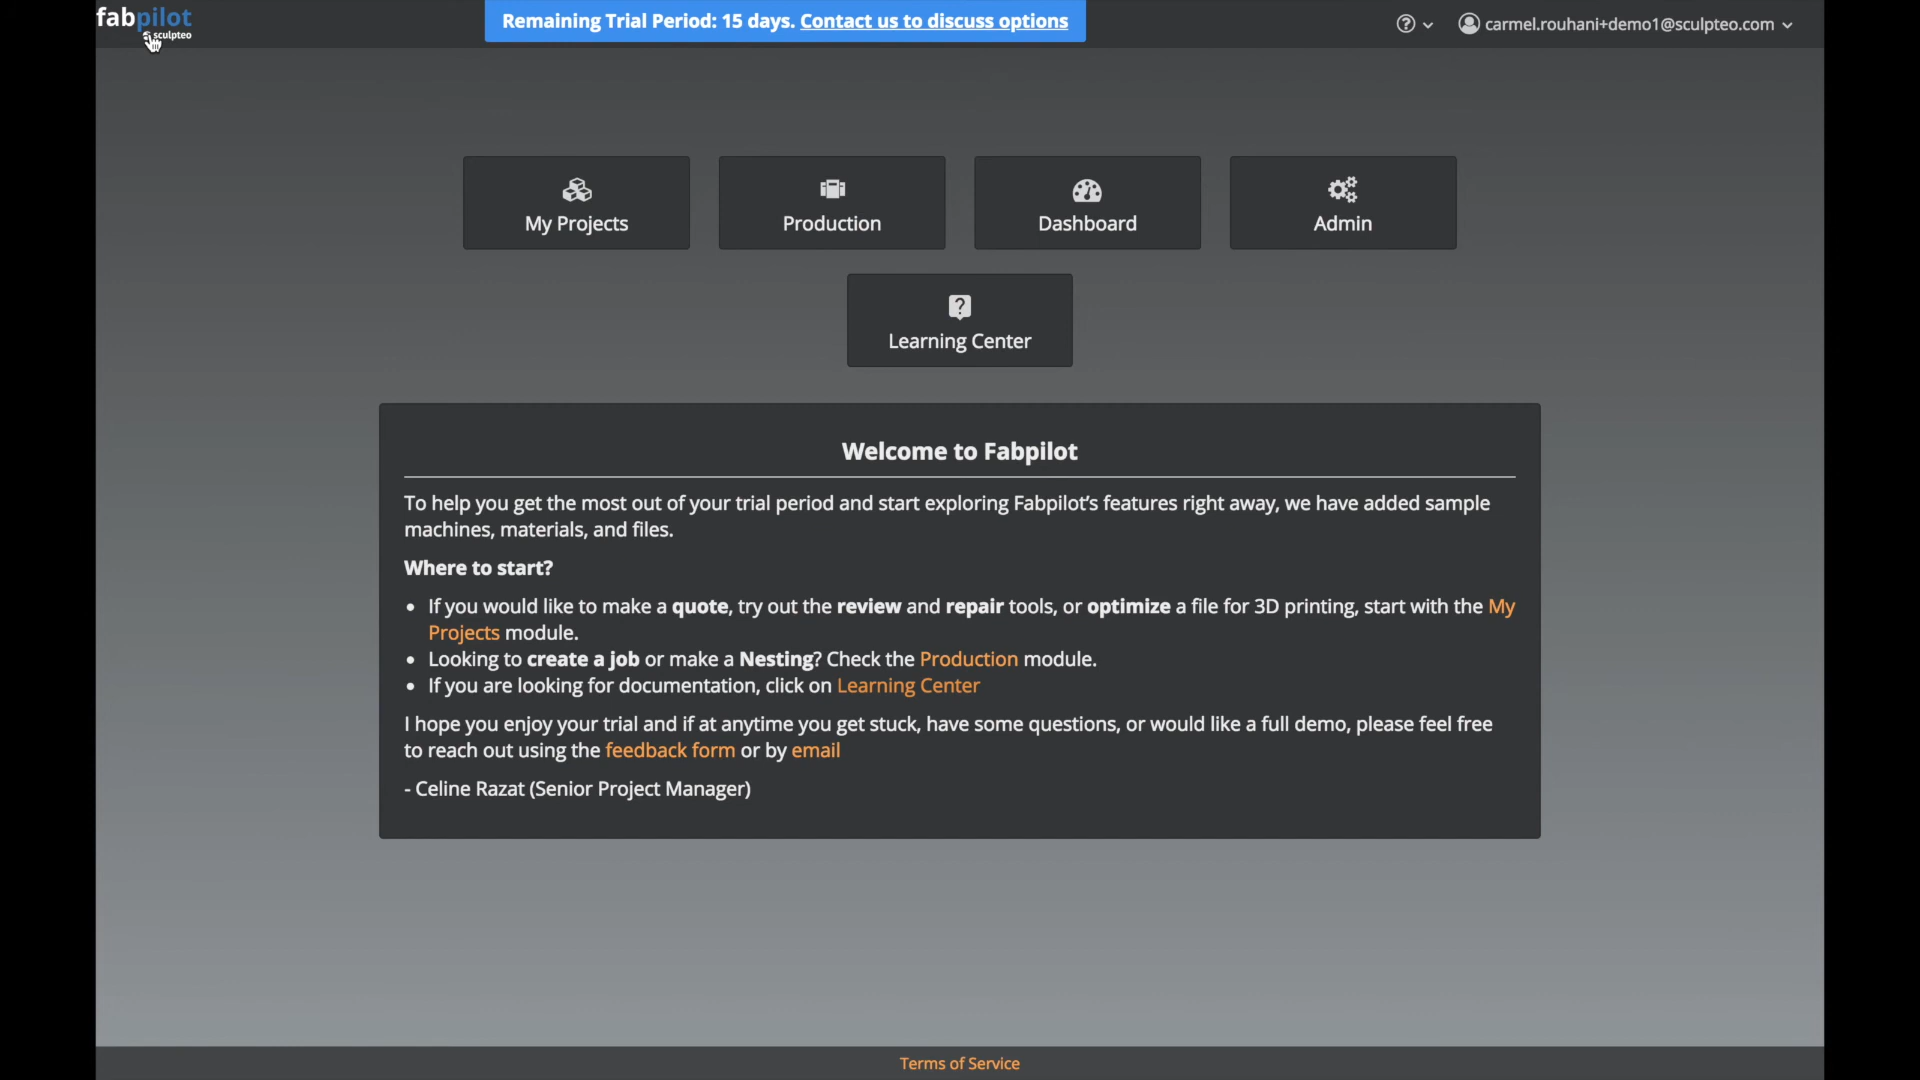 fabpilot
sculpteo
Remaining Trial Period: 15 days. Contact us to discuss options
carmel.rouhani+demo1@sculpteo.com
My Projects
Production
Dashboard
Admin
Learning Center
Welcome to Fabpilot
To help you get the most out of your trial period and start exploring Fabpilot's features right away, we have added sample
machines, materials, and files.
Where to start?
• If you would like to make a quote, try out the review and repair tools, or optimize a file for 3D printing, start with the My
Projects module.
• Looking to create a job or make a Nesting? Check the Production module.
• If you are looking for documentation, click on Learning Center
I hope you enjoy your trial and if at anytime you get stuck, have some questions, or would like a full demo, please feel free
to reach out using the feedback form or by email
- Celine Razat (Senior Project Manager)
Terms of Service